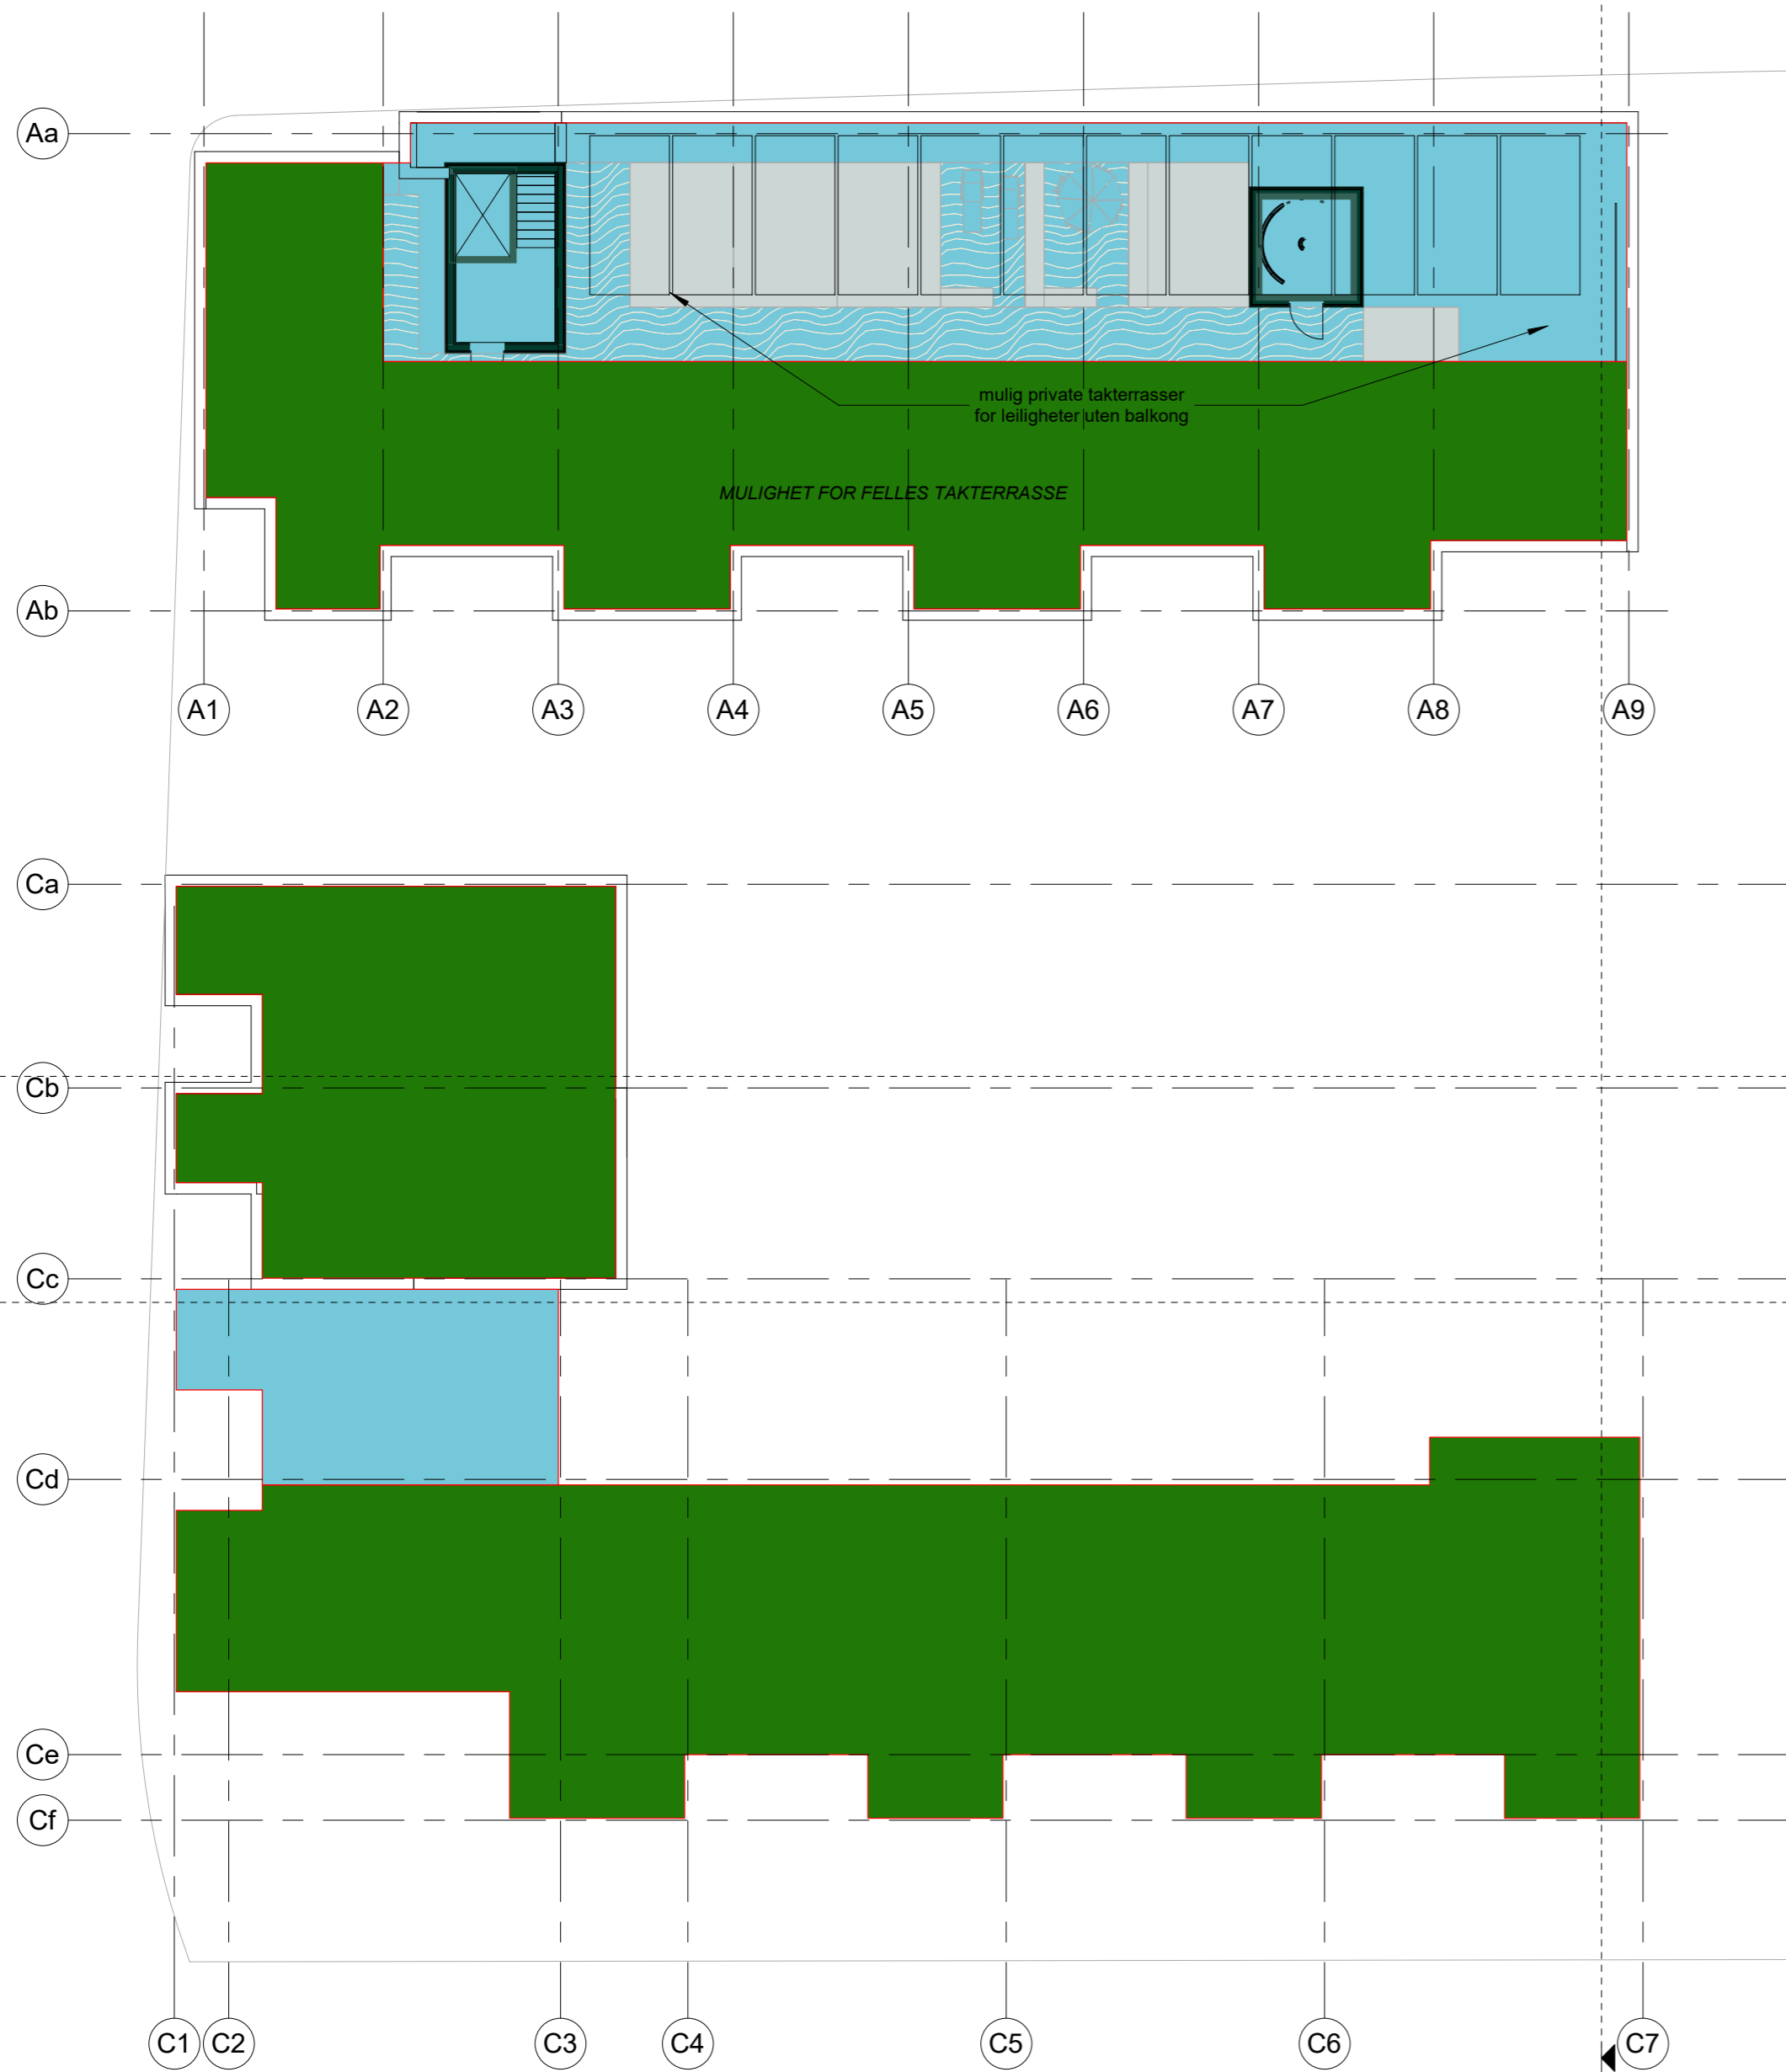 Aa
mulig private takterrasser
for leiligheter uten balkong
MULIGHET FOR FELLES TAKTERRASSE
Ab
A1 A2 A3 A4 A5 A6 A7 A8 A9
Ca
Cb
Cc
Cd
Ce
Cf
C1 C2 C3 C4 C5 C6 C7